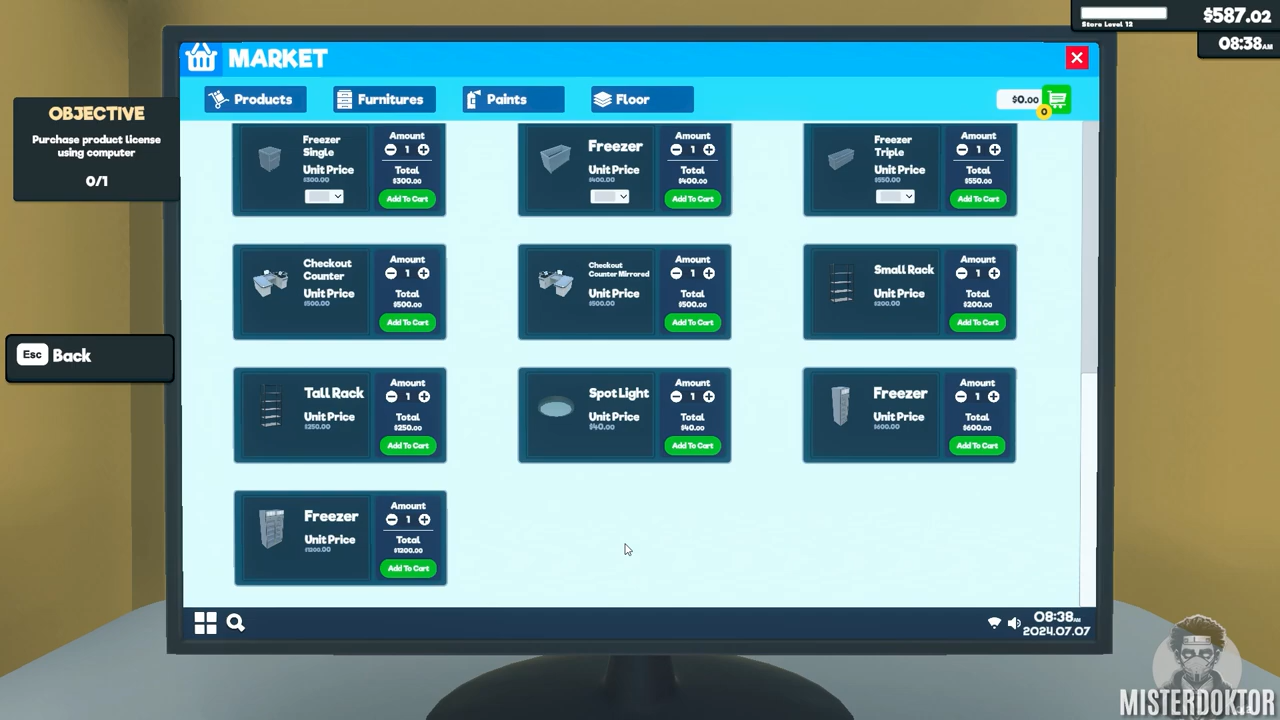 $587.02
Store Level 12
08:38AM
MARKET
OBJECTIVE
Purchase product license
using computer
0/1
Products
Furnitures
Paints
Floor
$0.00
0
Freezer
Single
Unit Price
$300.00
Amount
1
Total
$300.00
Add To Cart
Freezer
Unit Price
$400.00
Amount
1
Total
$400.00
Add To Cart
Freezer
Triple
Unit Price
$550.00
Amount
1
Total
$550.00
Add To Cart
Checkout
Counter
Unit Price
$500.00
Amount
1
Total
$500.00
Add To Cart
Checkout
Counter Mirrored
Unit Price
$500.00
Amount
1
Total
$500.00
Add To Cart
Small Rack
Unit Price
$200.00
Amount
1
Total
$200.00
Add To Cart
Esc Back
Tall Rack
Unit Price
$250.00
Amount
1
Total
$250.00
Add To Cart
Spot Light
Unit Price
$40.00
Amount
1
Total
$40.00
Add To Cart
Freezer
Unit Price
$600.00
Amount
1
Total
$600.00
Add To Cart
Freezer
Unit Price
$1200.00
Amount
1
Total
$1200.00
Add To Cart
08:38AM
2024.07.07
MISTERDOKTOR